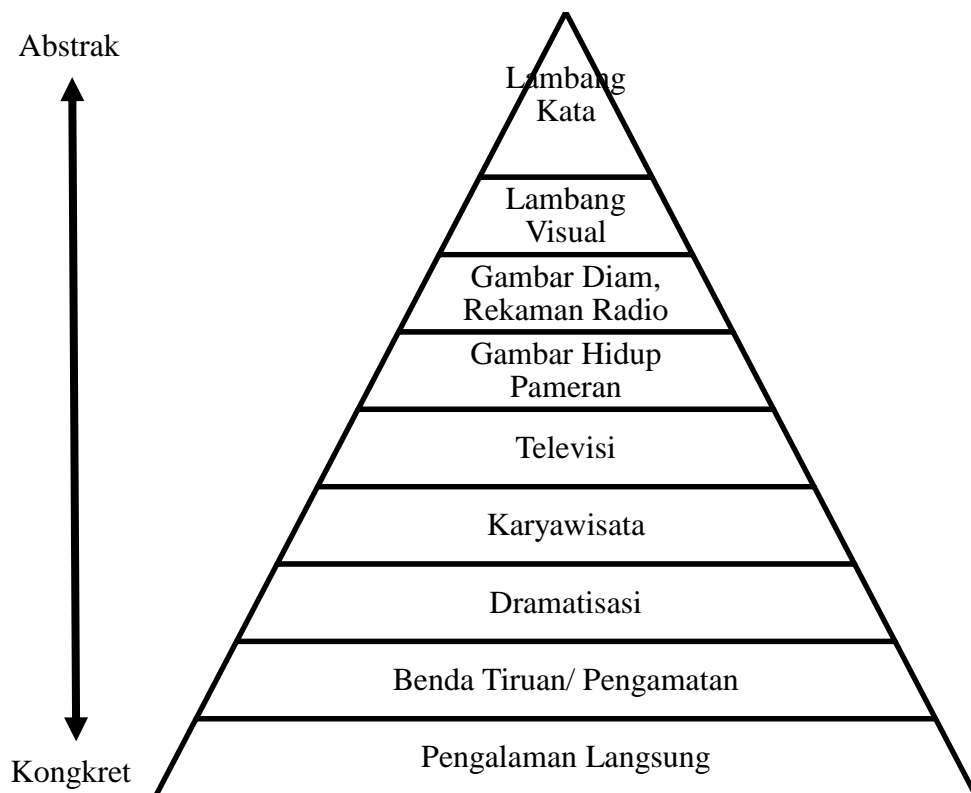 Abstrak
Lambang
Kata
Lambang
Visual
Gambar Diam,
Rekaman Radio
Gambar Hidup
Pameran
Televisi
Karyawisata
Dramatisasi
Benda Tiruan/ Pengamatan
Pengalaman Langsung
Kongkret